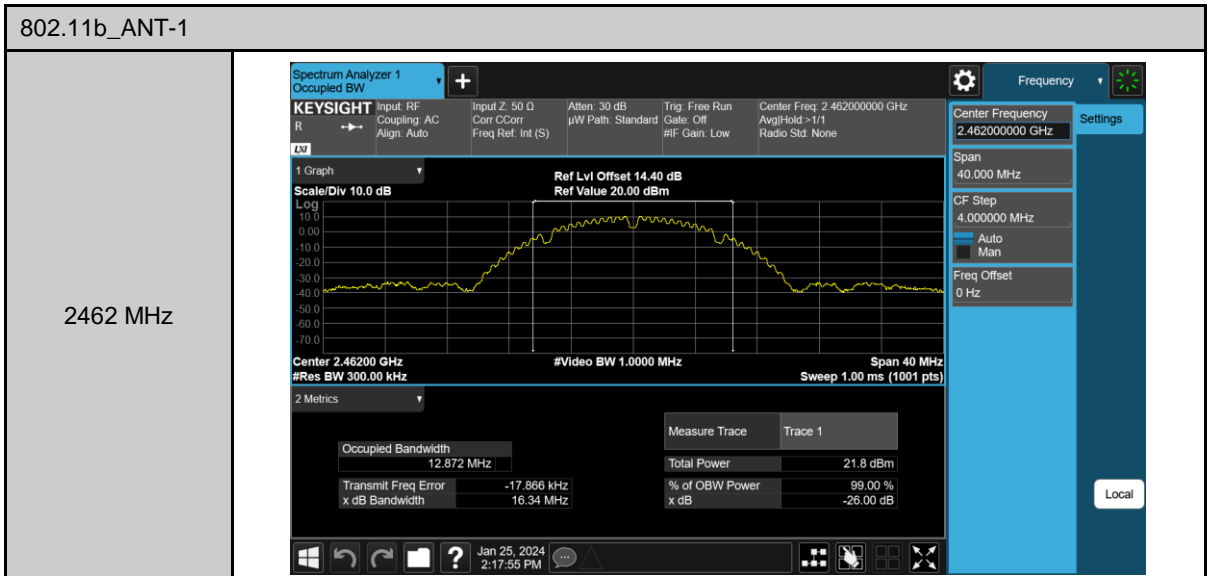 802.11b_ANT-1
2462 MHz
Spectrum Analyzer 1
Occupied BW
+
Frequency
KEYSIGHT
R
LXI
Input: RF
Coupling: AC
Align: Auto
Input Z: 50 Ω
Corr CCorr
Freq Ref: Int (S)
Atten: 30 dB
µW Path: Standard
Trig: Free Run
Gate: Off
#IF Gain: Low
Center Freq: 2.462000000 GHz
Avg|Hold:>1/1
Radio Std: None
Center Frequency
2.462000000 GHz
Settings
Span
40.000 MHz
CF Step
4.000000 MHz
Auto
Man
Freq Offset
0 Hz
Local
1 Graph
Scale/Div 10.0 dB
Ref Lvl Offset 14.40 dB
Ref Value 20.00 dBm
Log
10.0
0.00
-10.0
-20.0
-30.0
-40.0
-50.0
-60.0
-70.0
Center 2.46200 GHz
#Res BW 300.00 kHz
#Video BW 1.0000 MHz
Span 40 MHz
Sweep 1.00 ms (1001 pts)
2 Metrics
Measure Trace Trace 1
Occupied Bandwidth
12.872 MHz
Total Power 21.8 dBm
Transmit Freq Error -17.866 kHz
% of OBW Power 99.00 %
x dB Bandwidth 16.34 MHz
x dB -26.00 dB
?
Jan 25, 2024
2:17:55 PM